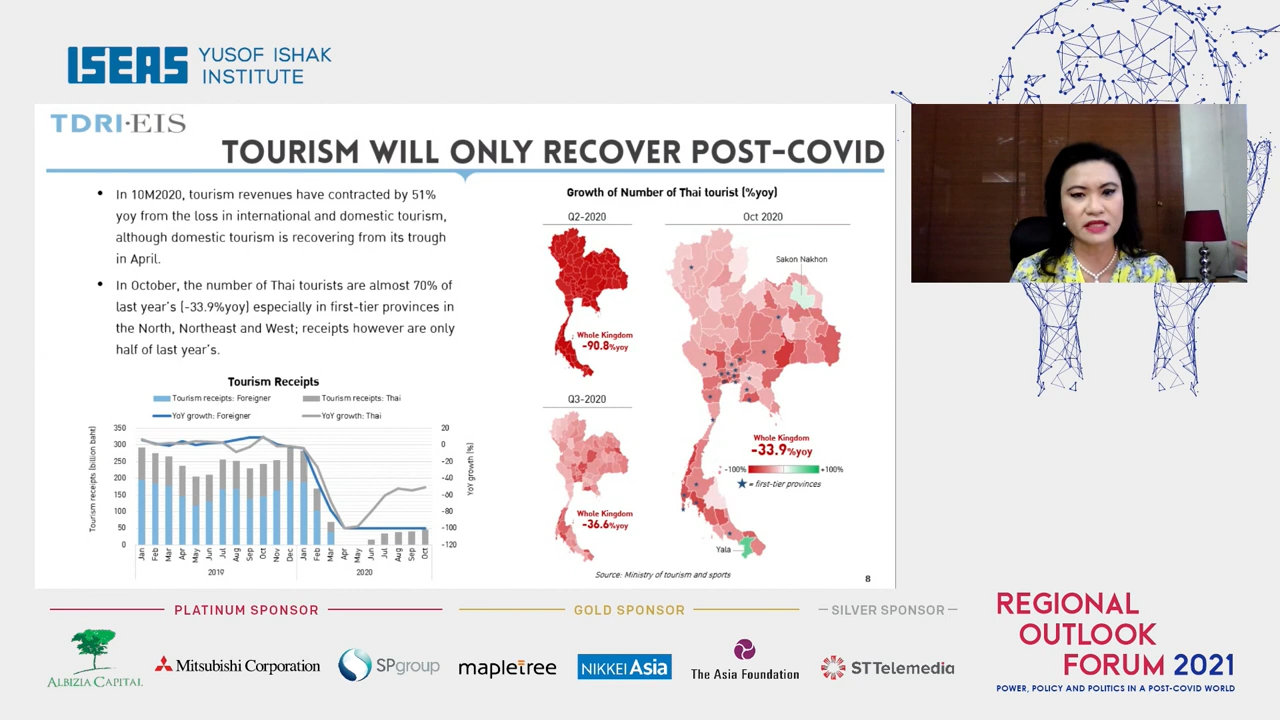 ISEAS YUSOF ISHAK
INSTITUTE
TDRI·EIS
TOURISM WILL ONLY RECOVER POST-COVID
• In 10M2020, tourism revenues have contracted by 51%
yoy from the loss in international and domestic tourism,
although domestic tourism is recovering from its trough
in April.
• In October, the number of Thai tourists are almost 70% of
last year's (-33.9%yoy) especially in first-tier provinces in
the North, Northeast and West; receipts however are only
half of last year's.
Tourism Receipts
Tourism receipts: Foreigner
Tourism receipts: Thai
YoY growth: Foreigner
YoY growth: Thai
Tourism receipts (billion baht)
350
300
250
200
150
100
50
0
20
0
-20
-40
-60
-80
-100
-120
YoY growth (%)
Jan Feb Mar Apr May Jun Jul Aug Sep Oct Nov Dec Jan Feb Mar Apr May Jun Jul Aug Sep Oct
2019 2020
Growth of Number of Thai tourist (%yoy)
Q2-2020
Whole Kingdom
-90.8%yoy
Q3-2020
Whole Kingdom
-36.6%yoy
Oct 2020
Sakon Nakhon
Whole Kingdom
-33.9%yoy
-100% +100%
★ = first-tier provinces
Yala
Source: Ministry of tourism and sports
8
PLATINUM SPONSOR
GOLD SPONSOR
SILVER SPONSOR
ALBIZIA CAPITAL
Mitsubishi Corporation
SPgroup
mapletree
NIKKEI Asia
The Asia Foundation
ST Telemedia
REGIONAL
OUTLOOK
FORUM 2021
POWER, POLICY AND POLITICS IN A POST-COVID WORLD